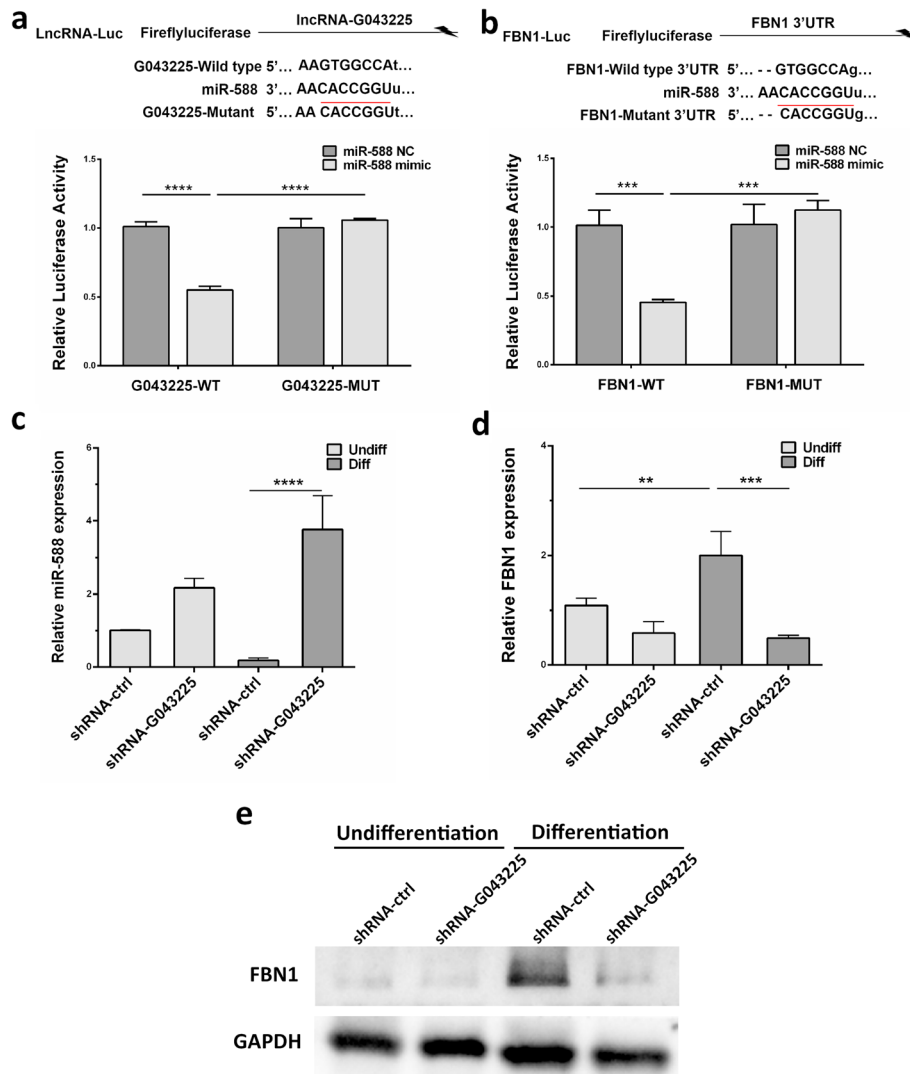 a
LncRNA-Luc Fireflyluciferase lncRNA-G043225
G043225-Wild type 5’… AAGTGGCCAt…
miR-588 3’… AACACCGGUu…
G043225-Mutant 5’… AA CACCGGUt…
miR-588 NC
miR-588 mimic
Relative Luciferase Activity
1.5
1.0
0.5
0.0
**** ****
G043225-WT G043225-MUT
b
FBN1-Luc Fireflyluciferase FBN1 3’UTR
FBN1-Wild type 3’UTR 5’… - - GTGGCCAg…
miR-588 3’… AACACCGGUu…
FBN1-Mutant 3’UTR 5’… - - CACCGGUg…
miR-588 NC
miR-588 mimic
Relative Luciferase Activity
1.5
1.0
0.5
0.0
*** ***
FBN1-WT FBN1-MUT
c
Undiff
Diff
Relative miR-588 expression
6
4
2
0
****
shRNA-ctrl shRNA-G043225 shRNA-ctrl shRNA-G043225
d
Undiff
Diff
Relative FBN1 expression
4
2
1
0
** ***
shRNA-ctrl shRNA-G043225 shRNA-ctrl shRNA-G043225
e
Undifferentiation Differentiation
shRNA-ctrl shRNA-G043225 shRNA-ctrl shRNA-G043225
FBN1
GAPDH